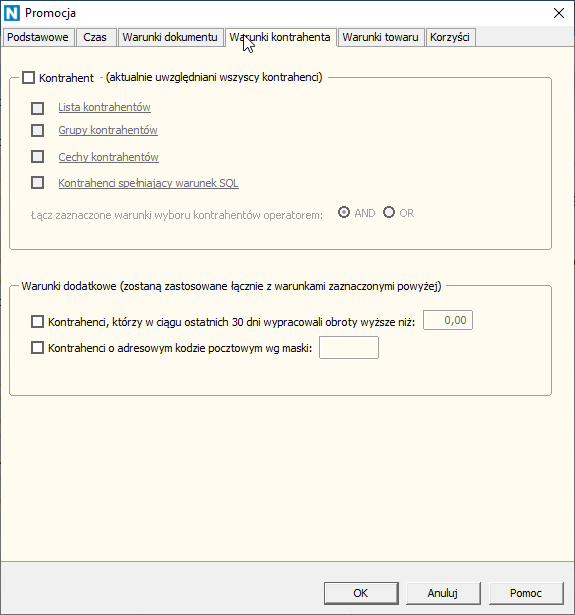 N Promocja
Podstawowe Czas Warunki dokumentu Warunki kontrahenta Warunki towaru Korzyści
Kontrahent - (aktualnie uwzględniani wszyscy kontrahenci)
Lista kontrahentów
Grupy kontrahentów
Cechy kontrahentów
Kontrahenci spełniający warunek SQL
Łącz zaznaczone warunki wyboru kontrahentów operatorem: AND OR
Warunki dodatkowe (zostaną zastosowane łącznie z warunkami zaznaczonymi powyżej)
Kontrahenci, którzy w ciągu ostatnich 30 dni wypracowali obroty wyższe niż: 0,00
Kontrahenci o adresowym kodzie pocztowym wg maski:
OK Anuluj Pomoc